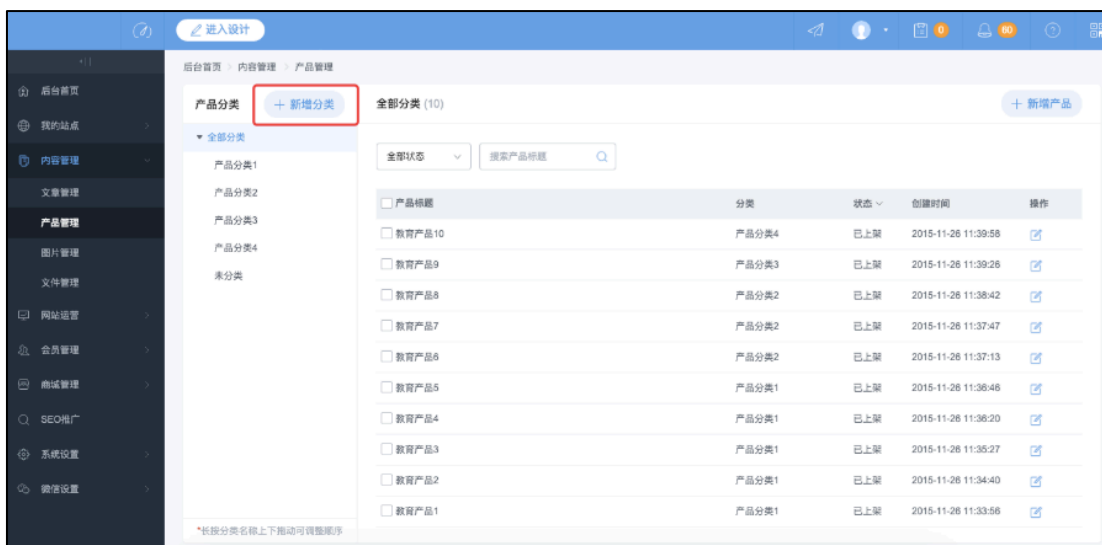 进入设计
0
60
后台首页 > 内容管理 > 产品管理
后台首页
我的站点
内容管理
文章管理
产品管理
图片管理
文件管理
网站运营
会员管理
商城管理
SEO推广
系统设置
微信设置
产品分类 + 新增分类
全部分类
产品分类1
产品分类2
产品分类3
产品分类4
未分类
*长按分类名称上下拖动可调整顺序
全部分类 (10) + 新增产品
全部状态 搜索产品标题
产品标题 分类 状态 创建时间 操作
教育产品10 产品分类4 已上架 2015-11-26 11:39:58
教育产品9 产品分类3 已上架 2015-11-26 11:39:26
教育产品8 产品分类2 已上架 2015-11-26 11:38:42
教育产品7 产品分类2 已上架 2015-11-26 11:37:47
教育产品6 产品分类2 已上架 2015-11-26 11:37:13
教育产品5 产品分类1 已上架 2015-11-26 11:36:46
教育产品4 产品分类1 已上架 2015-11-26 11:36:20
教育产品3 产品分类1 已上架 2015-11-26 11:35:27
教育产品2 产品分类1 已上架 2015-11-26 11:34:40
教育产品1 产品分类1 已上架 2015-11-26 11:33:56